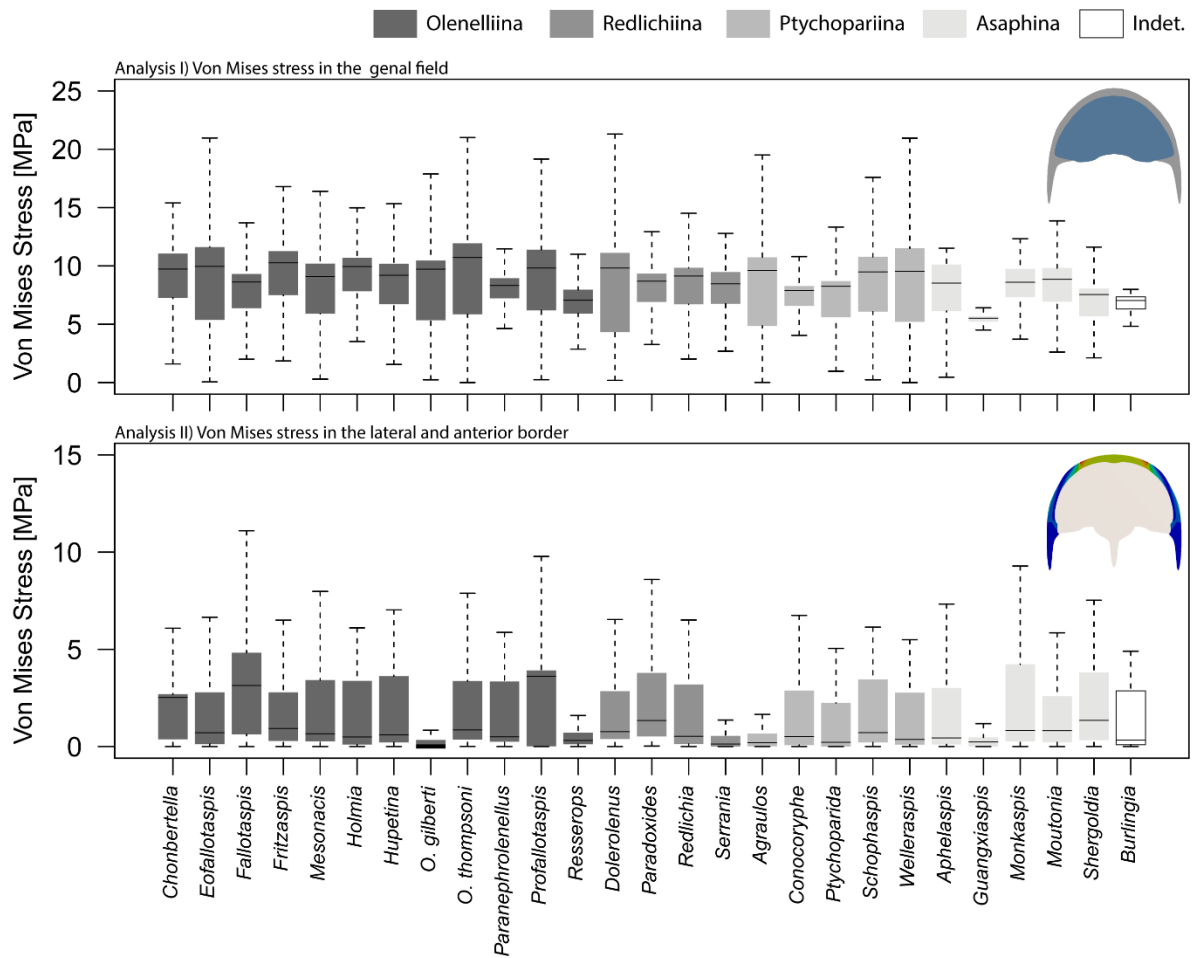 Olenelliina Redlichiina Ptychopariina Asaphina Indet.
Analysis I) Von Mises stress in the genal field
Von Mises Stress [MPa]
25
20
15
10
5
0
Analysis II) Von Mises stress in the lateral and anterior border
Von Mises Stress [MPa]
15
10
5
0
Chonbertella
Eofallotaspis
Fallotaspis
Fritzaspis
Mesonacis
Holmia
Hupetina
O. gilberti
O. thompsoni
Paranephrolenellus
Profallotaspis
Resserops
Dolerolenus
Paradoxides
Redlichia
Serrania
Agraulos
Conocoryphe
Ptychoparida
Schophaspis
Welleraspis
Aphelaspis
Guangxiaspis
Monkaspis
Moutonia
Shergoldia
Burlingia